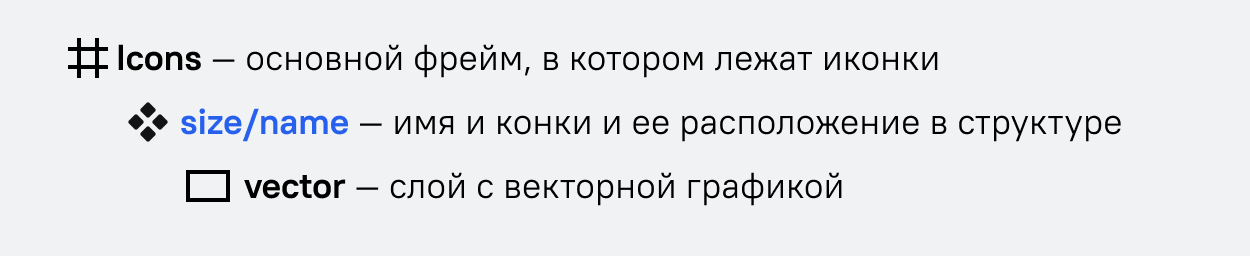 Icons — основной фрейм, в котором лежат иконки
size/name — имя и конки и ее расположение в структуре
vector — слой с векторной графикой